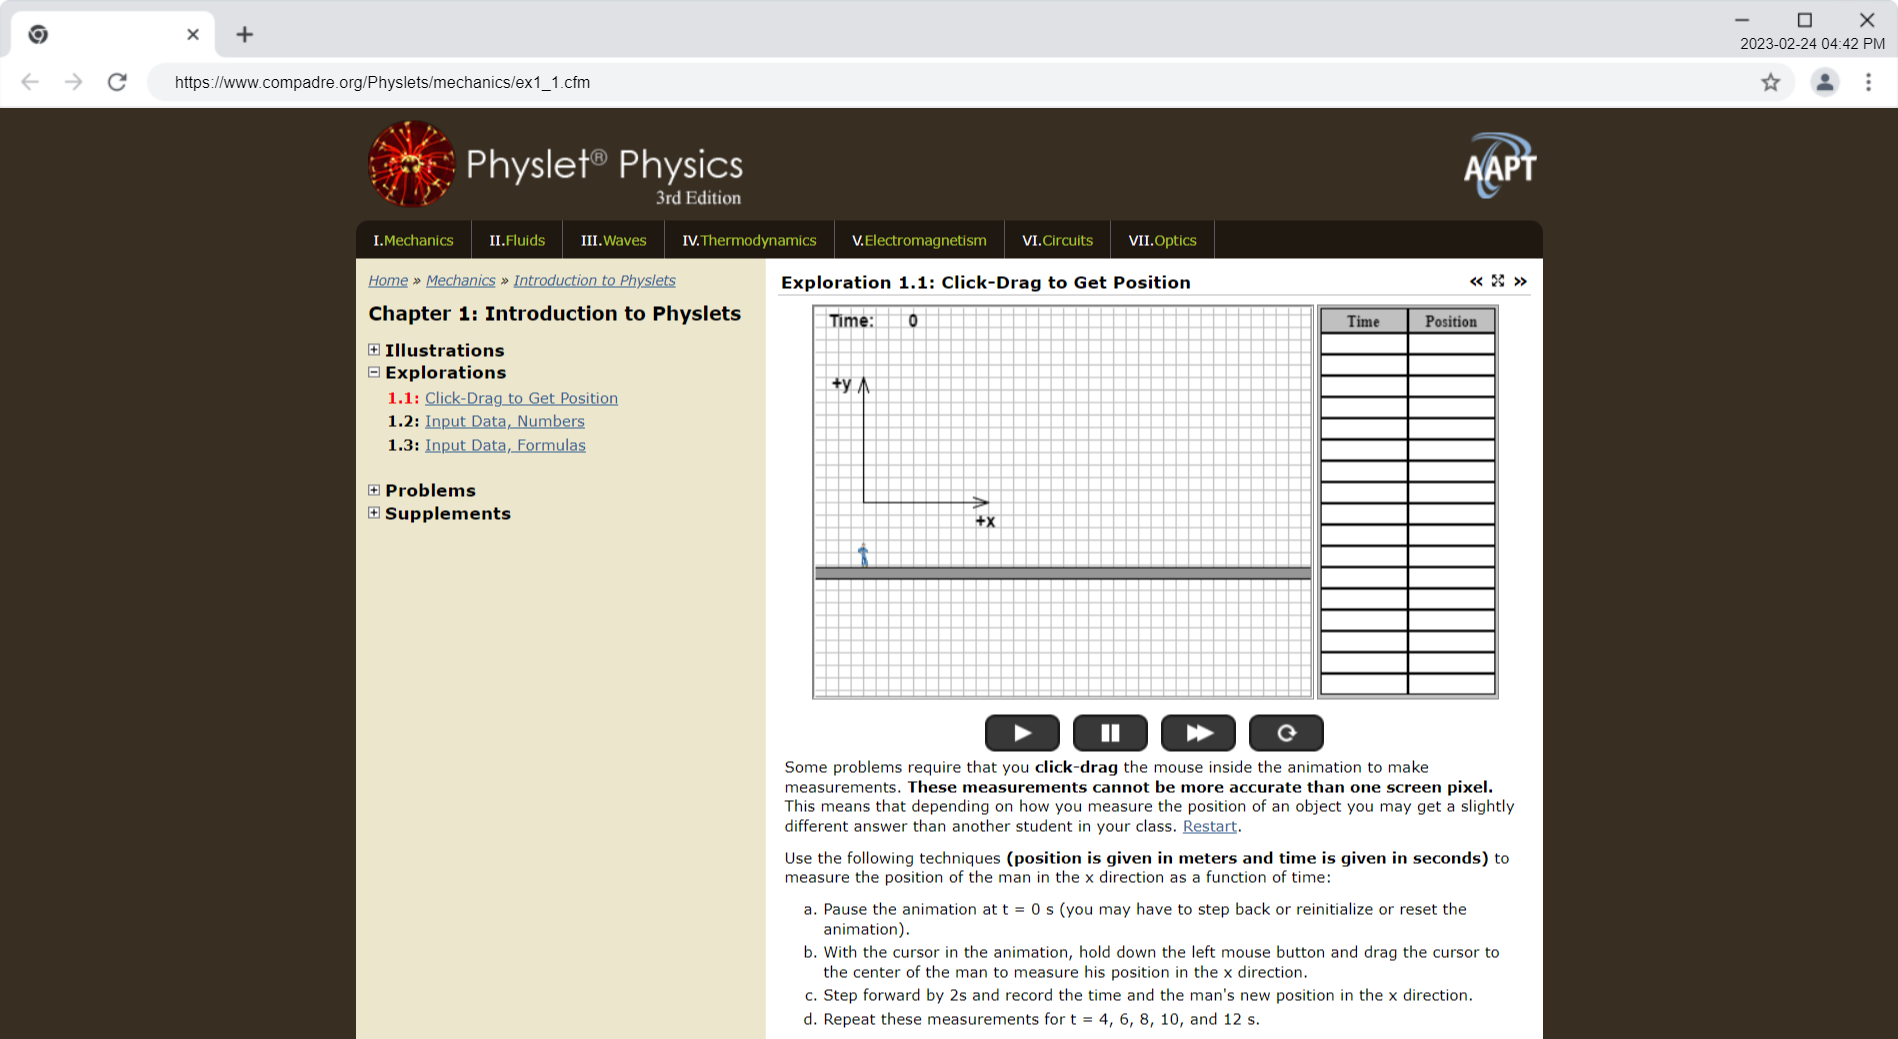 2023-02-24 04:42 PM
https://www.compadre.org/Physlets/mechanics/ex1_1.cfm
Physlet® Physics
3rd Edition
AAPT
I.Mechanics II.Fluids III.Waves IV.Thermodynamics V.Electromagnetism VI.Circuits VII.Optics
Home » Mechanics » Introduction to Physlets
Chapter 1: Introduction to Physlets
Illustrations
Explorations
1.1: Click-Drag to Get Position
1.2: Input Data, Numbers
1.3: Input Data, Formulas
Problems
Supplements
Exploration 1.1: Click-Drag to Get Position
« »
Time: 0
+y
+x
Time Position
Some problems require that you click-drag the mouse inside the animation to make
measurements. These measurements cannot be more accurate than one screen pixel.
This means that depending on how you measure the position of an object you may get a slightly
different answer than another student in your class. Restart.
Use the following techniques (position is given in meters and time is given in seconds) to
measure the position of the man in the x direction as a function of time:
a. Pause the animation at t = 0 s (you may have to step back or reinitialize or reset the
animation).
b. With the cursor in the animation, hold down the left mouse button and drag the cursor to
the center of the man to measure his position in the x direction.
c. Step forward by 2s and record the time and the man's new position in the x direction.
d. Repeat these measurements for t = 4, 6, 8, 10, and 12 s.